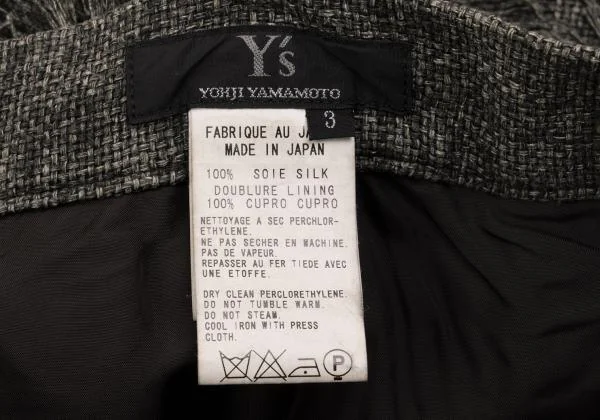 Y's
YOHJI YAMAMOTO
3
FABRIQUE AU
MADE IN JAPAN
100% SOIE SILK
DOUBLURE LINING
100% CUPRO CUPRO
NETTOYAGE A SEC PERCHLOR-
ETHYLENE.
NE PAS SECHER EN MACHINE.
PAS DE VAPEUR.
REPASSER AU FER TIEDE AVEC
UNE ETOFFE.
DRY CLEAN PERCLORETHYLENE.
DO NOT TUMBLE WARM.
DO NOT STEAM.
COOL IRON WITH PRESS
CLOTH.
P